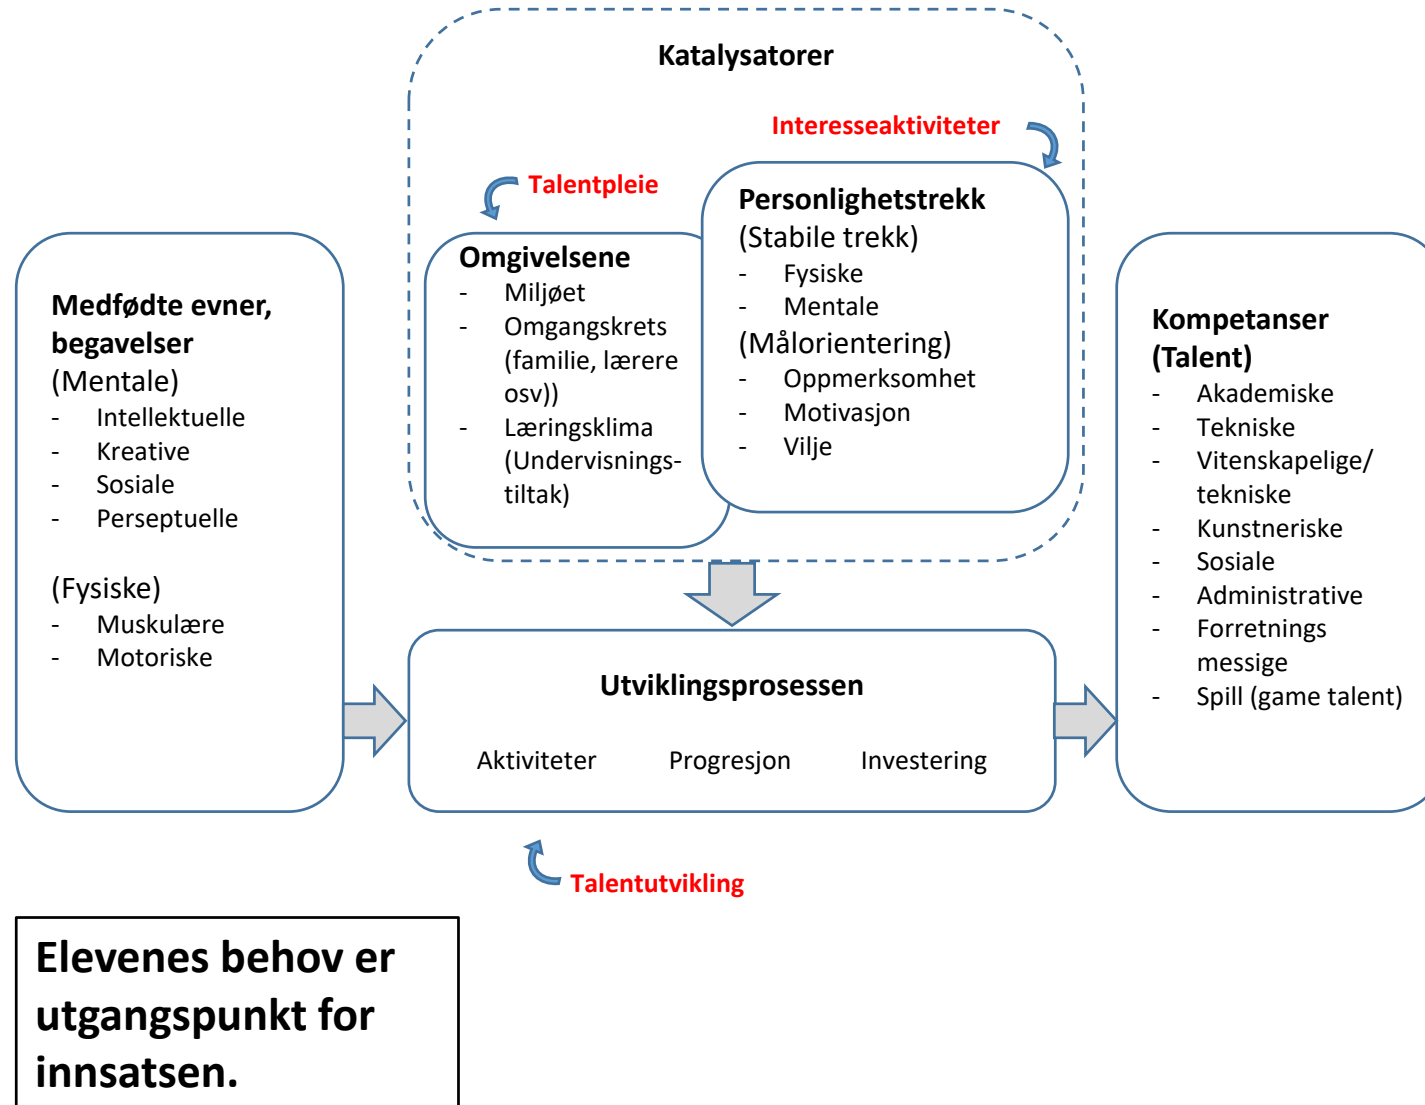 Katalysatorer
Interesseaktiviteter
Talentpleie
Medfødte evner,
begavelser
(Mentale)
- Intellektuelle
- Kreative
- Sosiale
- Perseptuelle
(Fysiske)
- Muskulære
- Motoriske
Omgivelsene
- Miljøet
- Omgangskrets
(familie, lærere
osv))
- Læringsklima
(Undervisnings-
tiltak)
Personlighetstrekk
(Stabile trekk)
- Fysiske
- Mentale
(Målorientering)
- Oppmerksomhet
- Motivasjon
- Vilje
Utviklingsprosessen
Aktiviteter Progresjon Investering
Kompetanser
(Talent)
- Akademiske
- Tekniske
- Vitenskapelige/
tekniske
- Kunstneriske
- Sosiale
- Administrative
- Forretnings
messige
- Spill (game talent)
Talentutvikling
Elevenes behov er
utgangspunkt for
innsatsen.